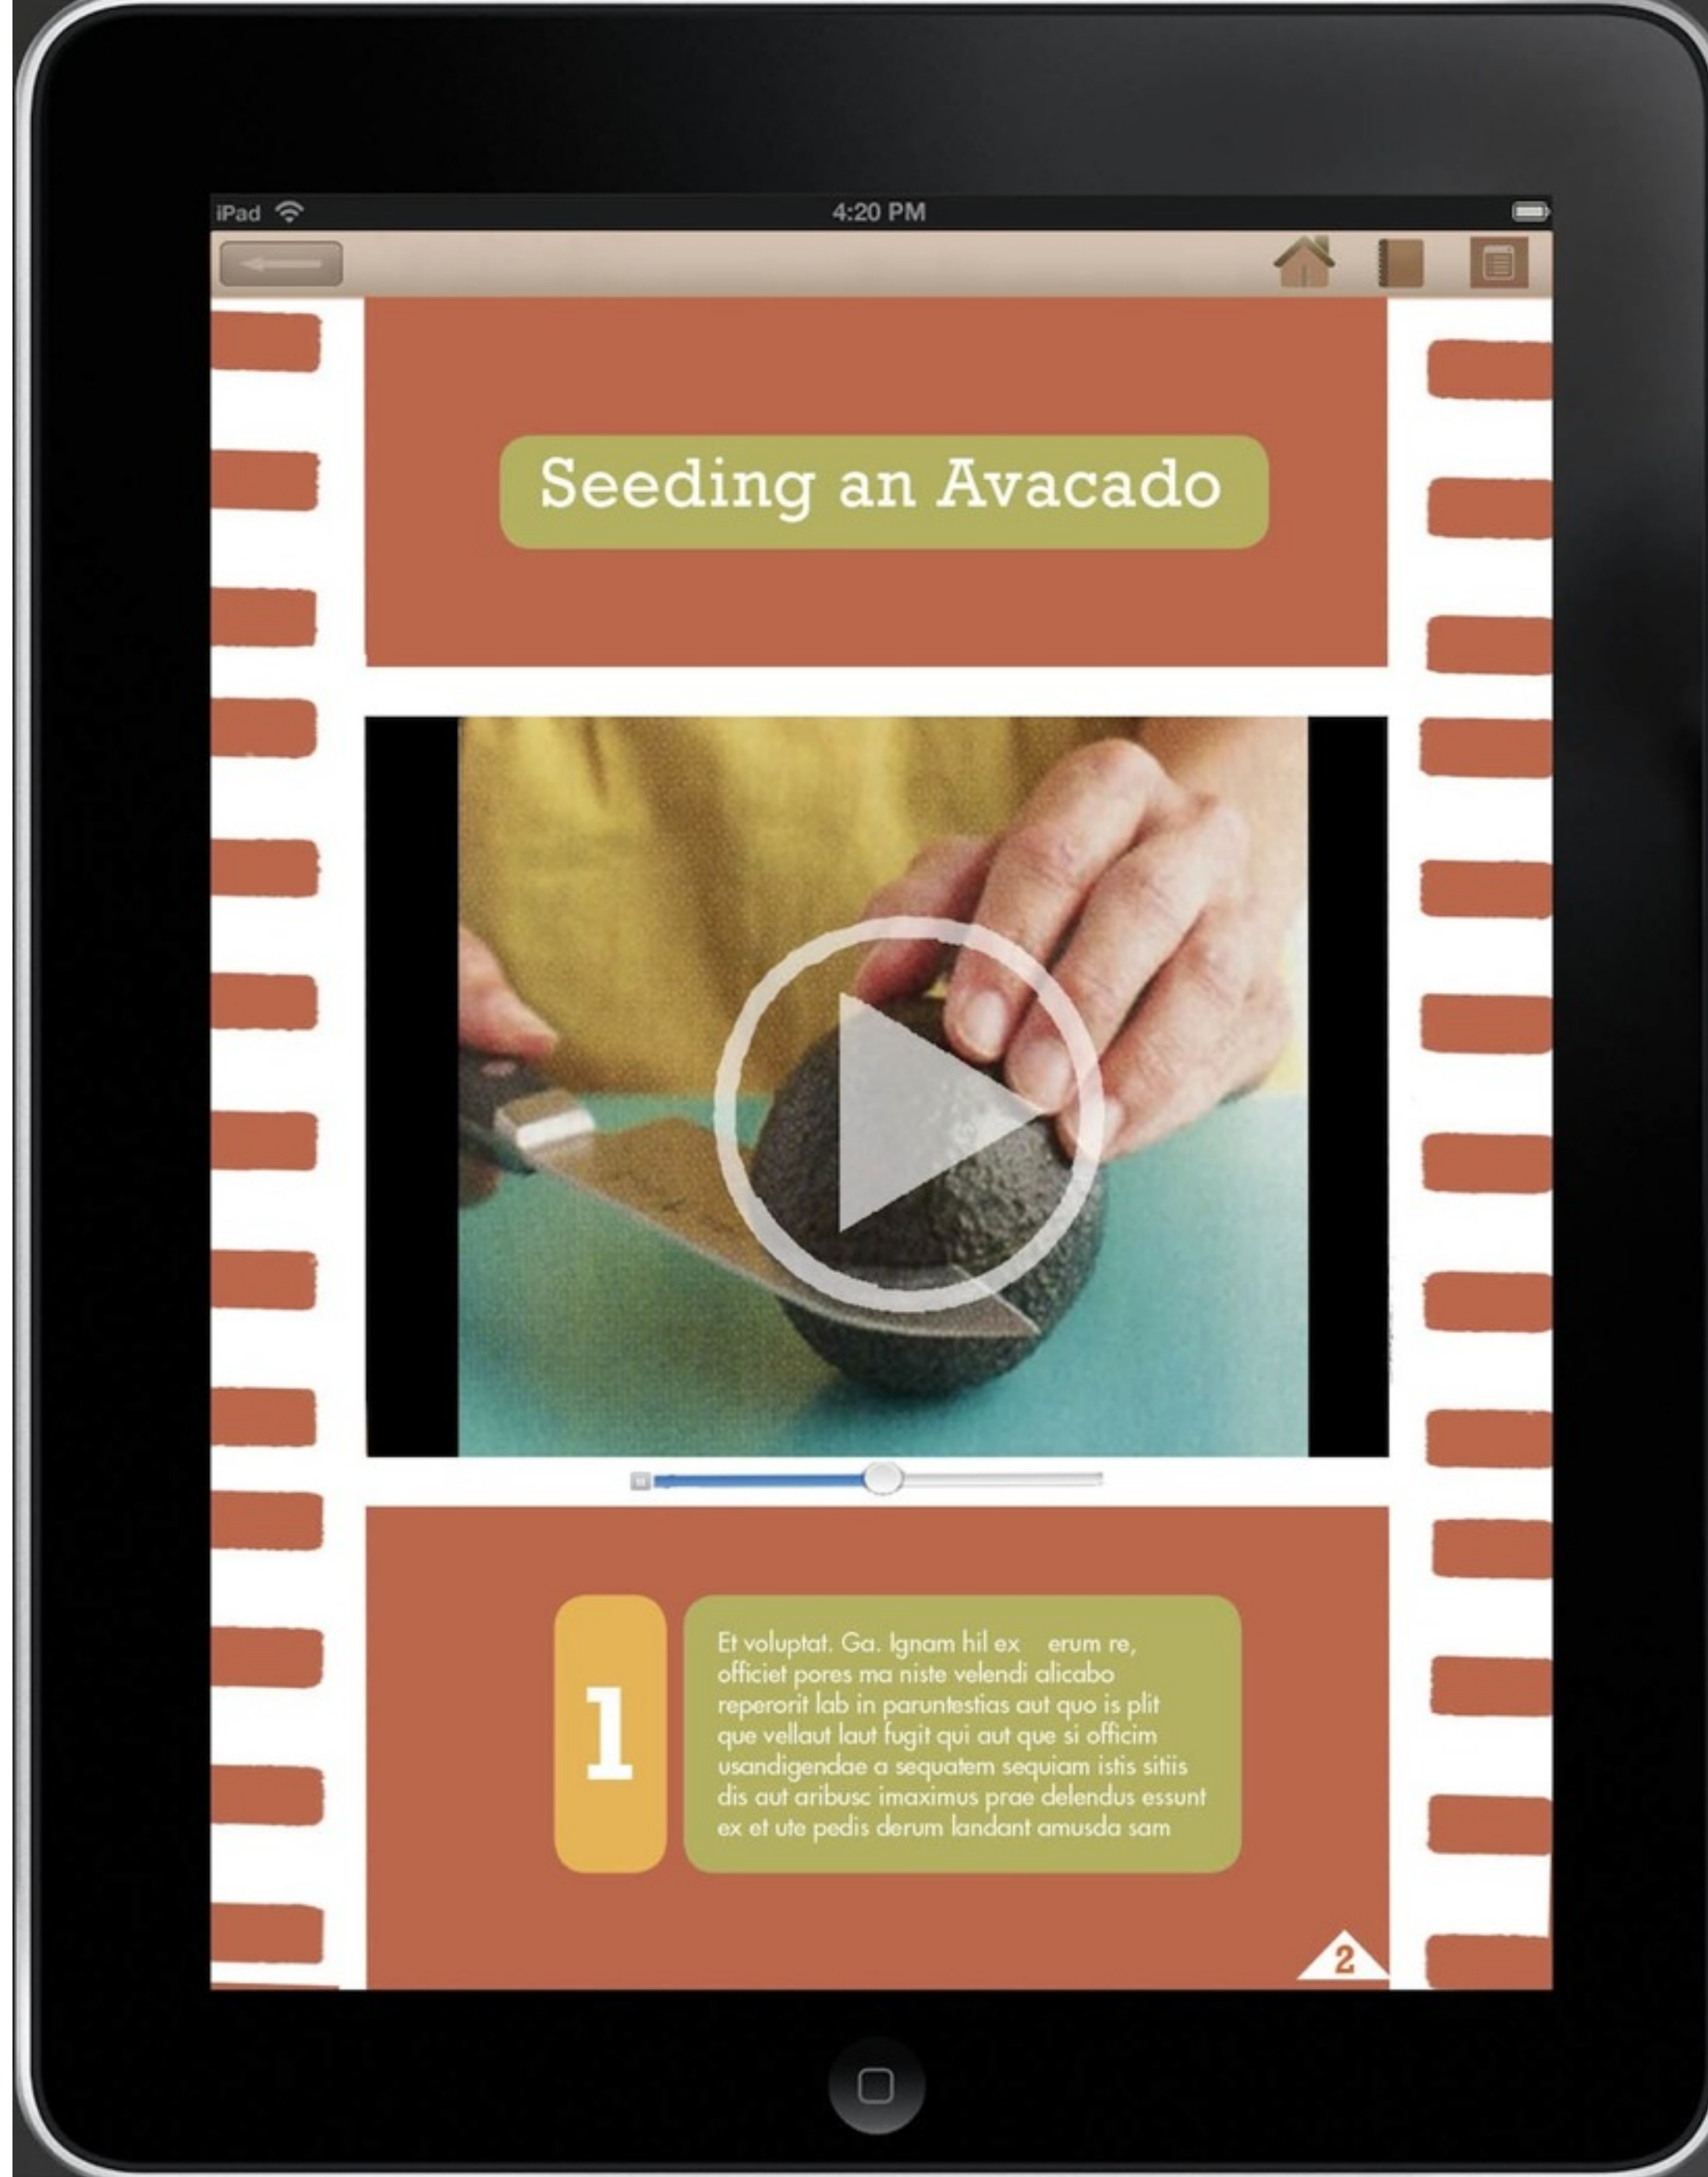 iPad
4:20 PM
Seeding an Avacado
1
Et voluptat. Ga. Ignam hil ex erum re,
officiet pores ma niste velendi alicabo
reperorit lab in paruntestias aut quo is plit
que vellaut laut fugit qui aut que si officim
usandigendae a sequatem sequiam istis sitiis
dis aut aribusc imaximus prae delendus essunt
ex et ute pedis derum landant amusda sam
2